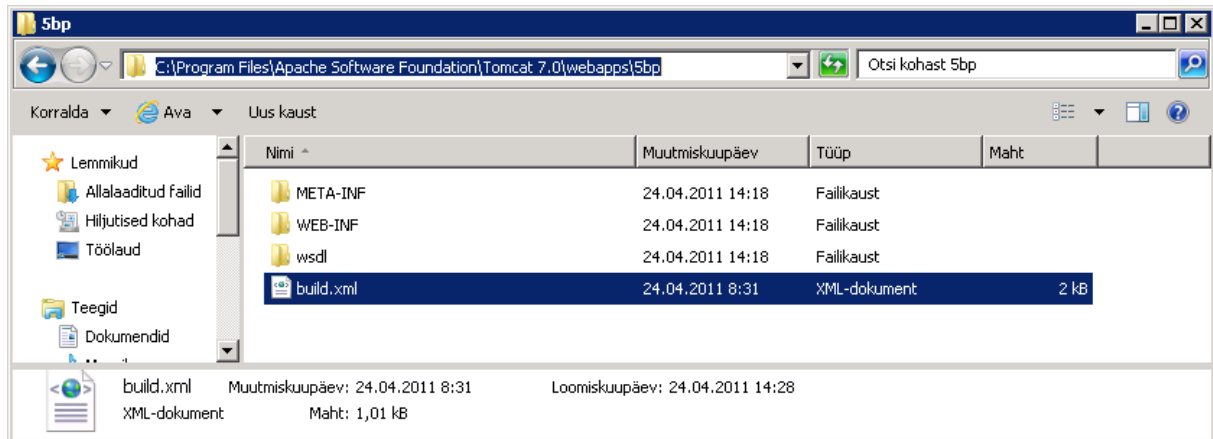 5bp
C:\Program Files\Apache Software Foundation\Tomcat 7.0\webapps\5bp Otsi kohast 5bp
Korralda Ava Uus kaust
Lemmikud
Allalaaditud failid
Hiljutised kohad
Töölaud
Teegid
Dokumendid
Nimi Muutmiskuupäev Tüüp Maht
META-INF 24.04.2011 14:18 Failikaust
WEB-INF 24.04.2011 14:18 Failikaust
wsdl 24.04.2011 14:18 Failikaust
build.xml 24.04.2011 8:31 XML-dokument 2 kB
build.xml Muutmiskuupäev: 24.04.2011 8:31 Loomiskuupäev: 24.04.2011 14:28
XML-dokument Maht: 1,01 kB